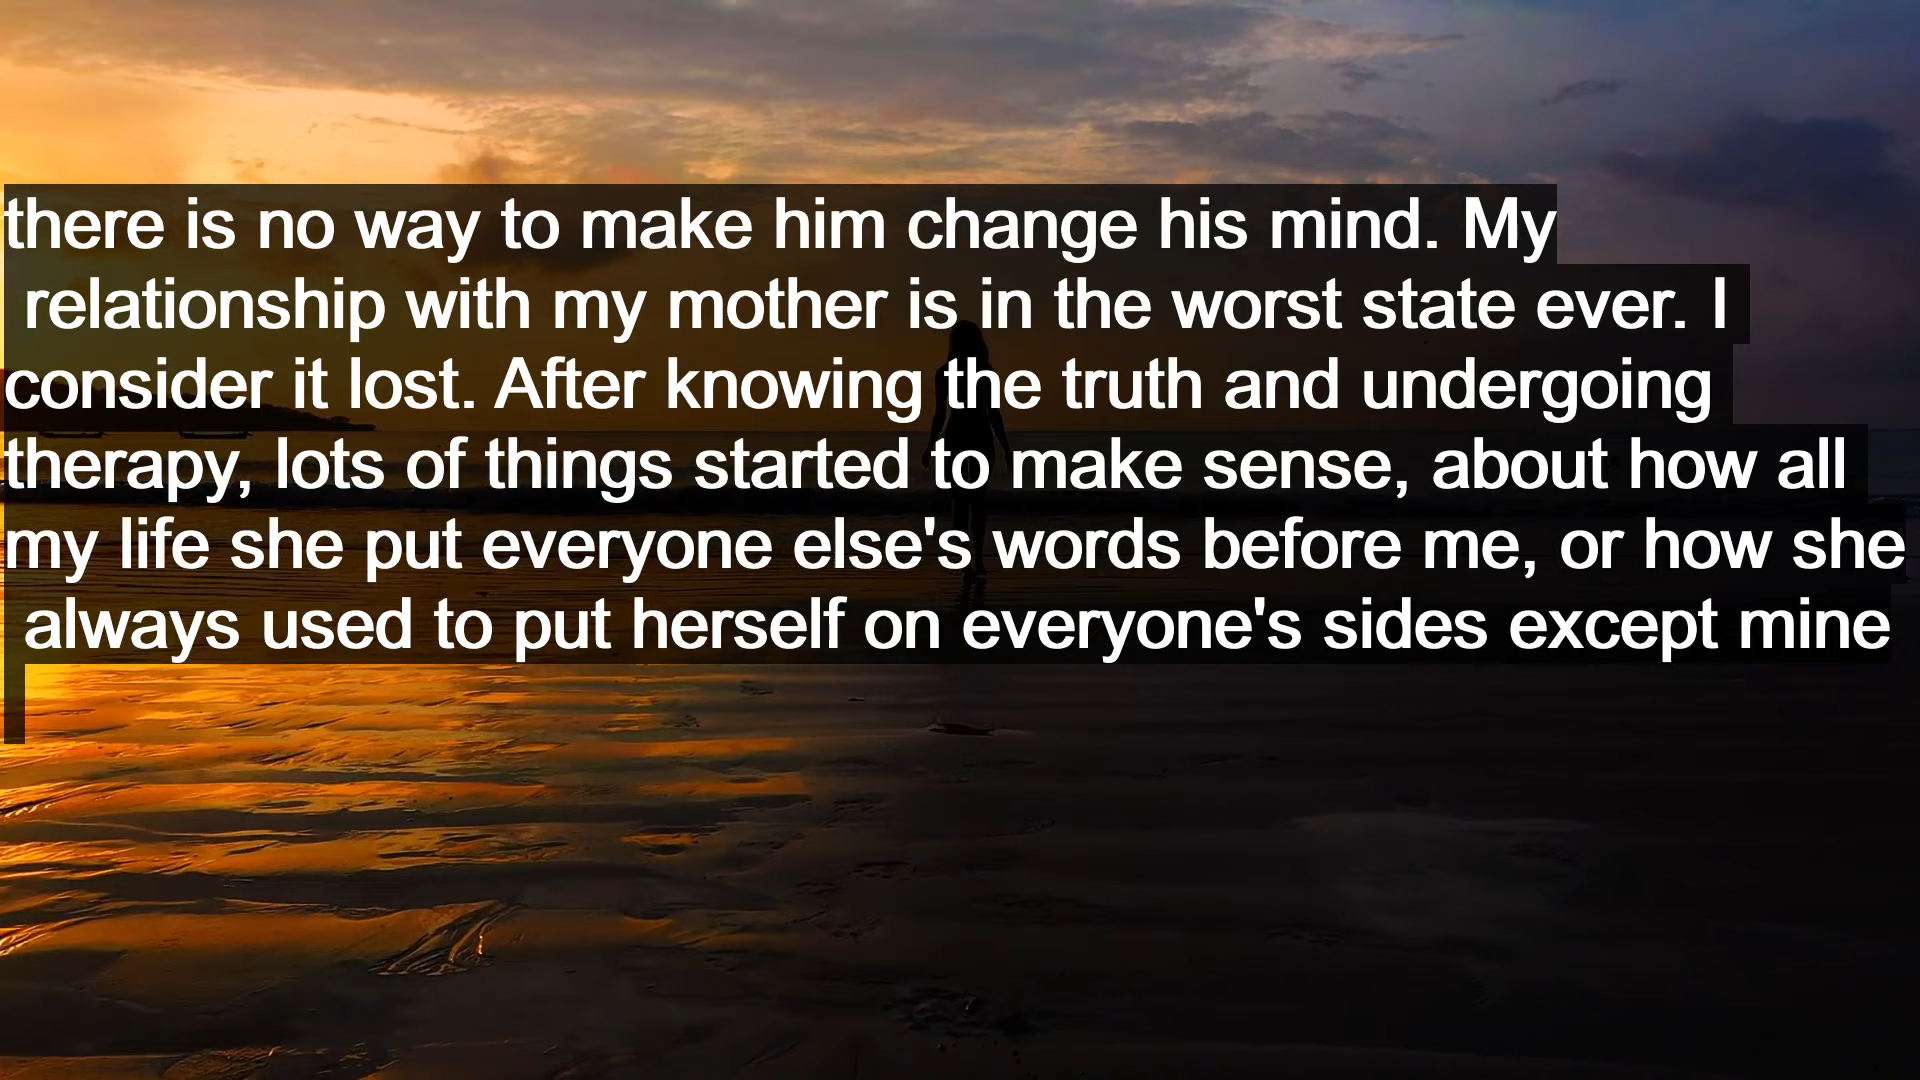 there is no way to make him change his mind. My
relationship with my mother is in the worst state ever. I
consider it lost. After knowing the truth and undergoing
therapy, lots of things started to make sense, about how all
my life she put everyone else's words before me, or how she
always used to put herself on everyone's sides except mine